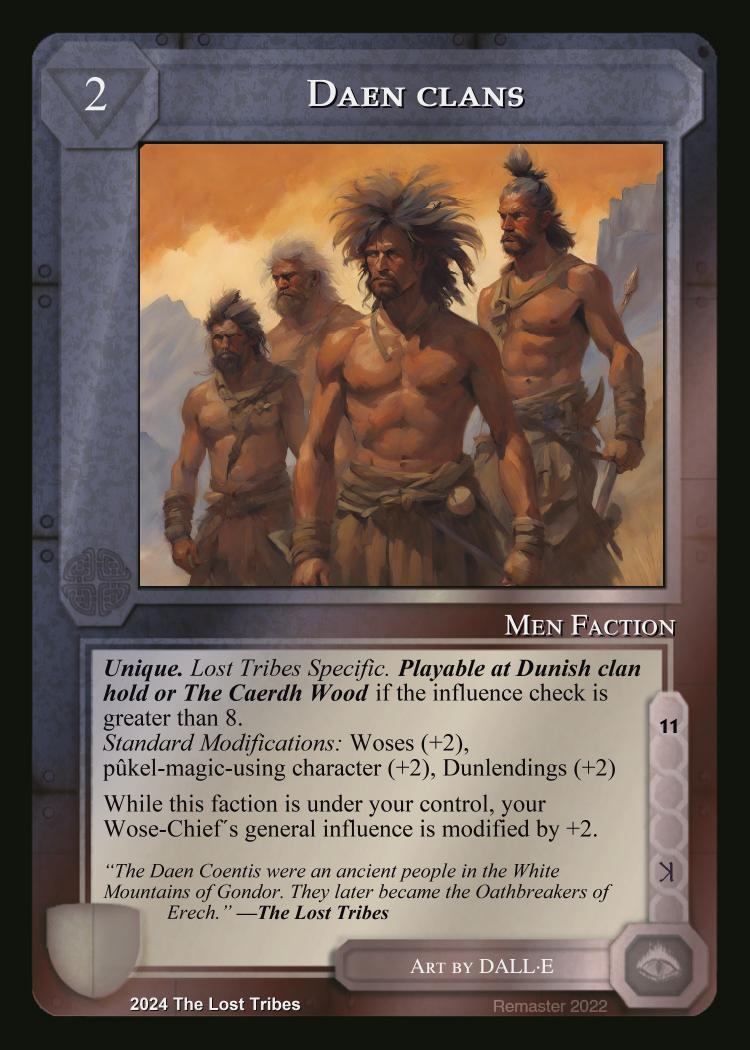 2
Daen clans
Men Faction
Unique. Lost Tribes Specific. Playable at Dunish clan
hold or The Caerdh Wood if the influence check is
greater than 8.
Standard Modifications: Woses (+2),
pûkel-magic-using character (+2), Dunlendings (+2)
While this faction is under your control, your
Wose-Chief´s general influence is modified by +2.
“The Daen Coentis were an ancient people in the White
Mountains of Gondor. They later became the Oathbreakers of
Erech.” —The Lost Tribes
11
Art by DALL·E
2024 The Lost Tribes
Remaster 2022